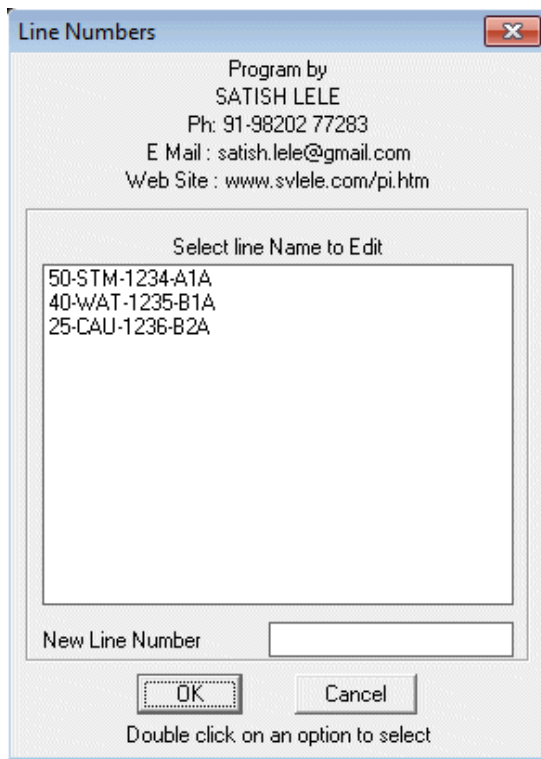 Line Numbers
Program by
SATISH LELE
Ph: 91-98202 77283
E Mail : satish.lele@gmail.com
Web Site : www.svlele.com/pi.htm
Select line Name to Edit
50-STM-1234-A1A
40-WAT-1235-B1A
25-CAU-1236-B2A
New Line Number
OK Cancel
Double click on an option to select